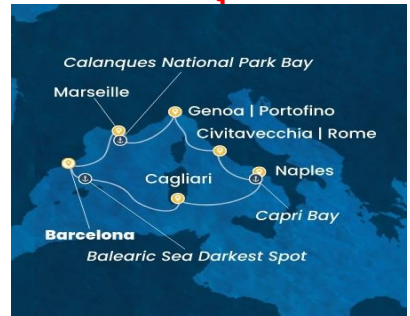 Calanques National Park Bay
Marseille
Genoa | Portofino
Civitavecchia | Rome
Cagliari
Naples
Capri Bay
Barcelona
Balearic Sea Darkest Spot